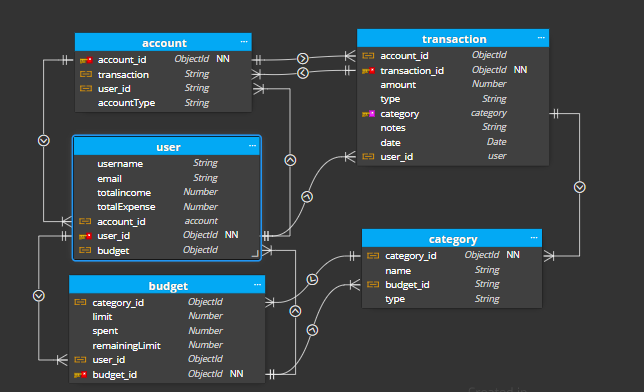 account
account_id ObjectId NN
transaction String
user_id String
accountType String
transaction
account_id ObjectId
transaction_id ObjectId NN
amount Number
type String
category category
notes String
date Date
user_id user
user
username String
email String
totalincome Number
totalExpense Number
account_id account
user_id ObjectId NN
budget ObjectId
category
category_id ObjectId NN
name String
budget_id String
type String
budget
category_id ObjectId
limit Number
spent Number
remainingLimit Number
user_id ObjectId
budget_id ObjectId NN
Created in